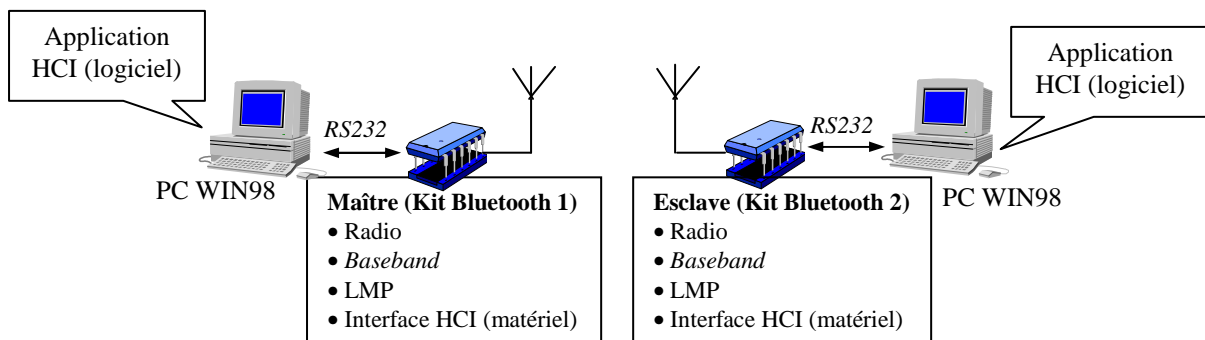 Application
HCI (logiciel)
Application
HCI (logiciel)
RS232
RS232
PC WIN98
PC WIN98
Maître (Kit Bluetooth 1)
• Radio
• Baseband
• LMP
• Interface HCI (matériel)
Esclave (Kit Bluetooth 2)
• Radio
• Baseband
• LMP
• Interface HCI (matériel)